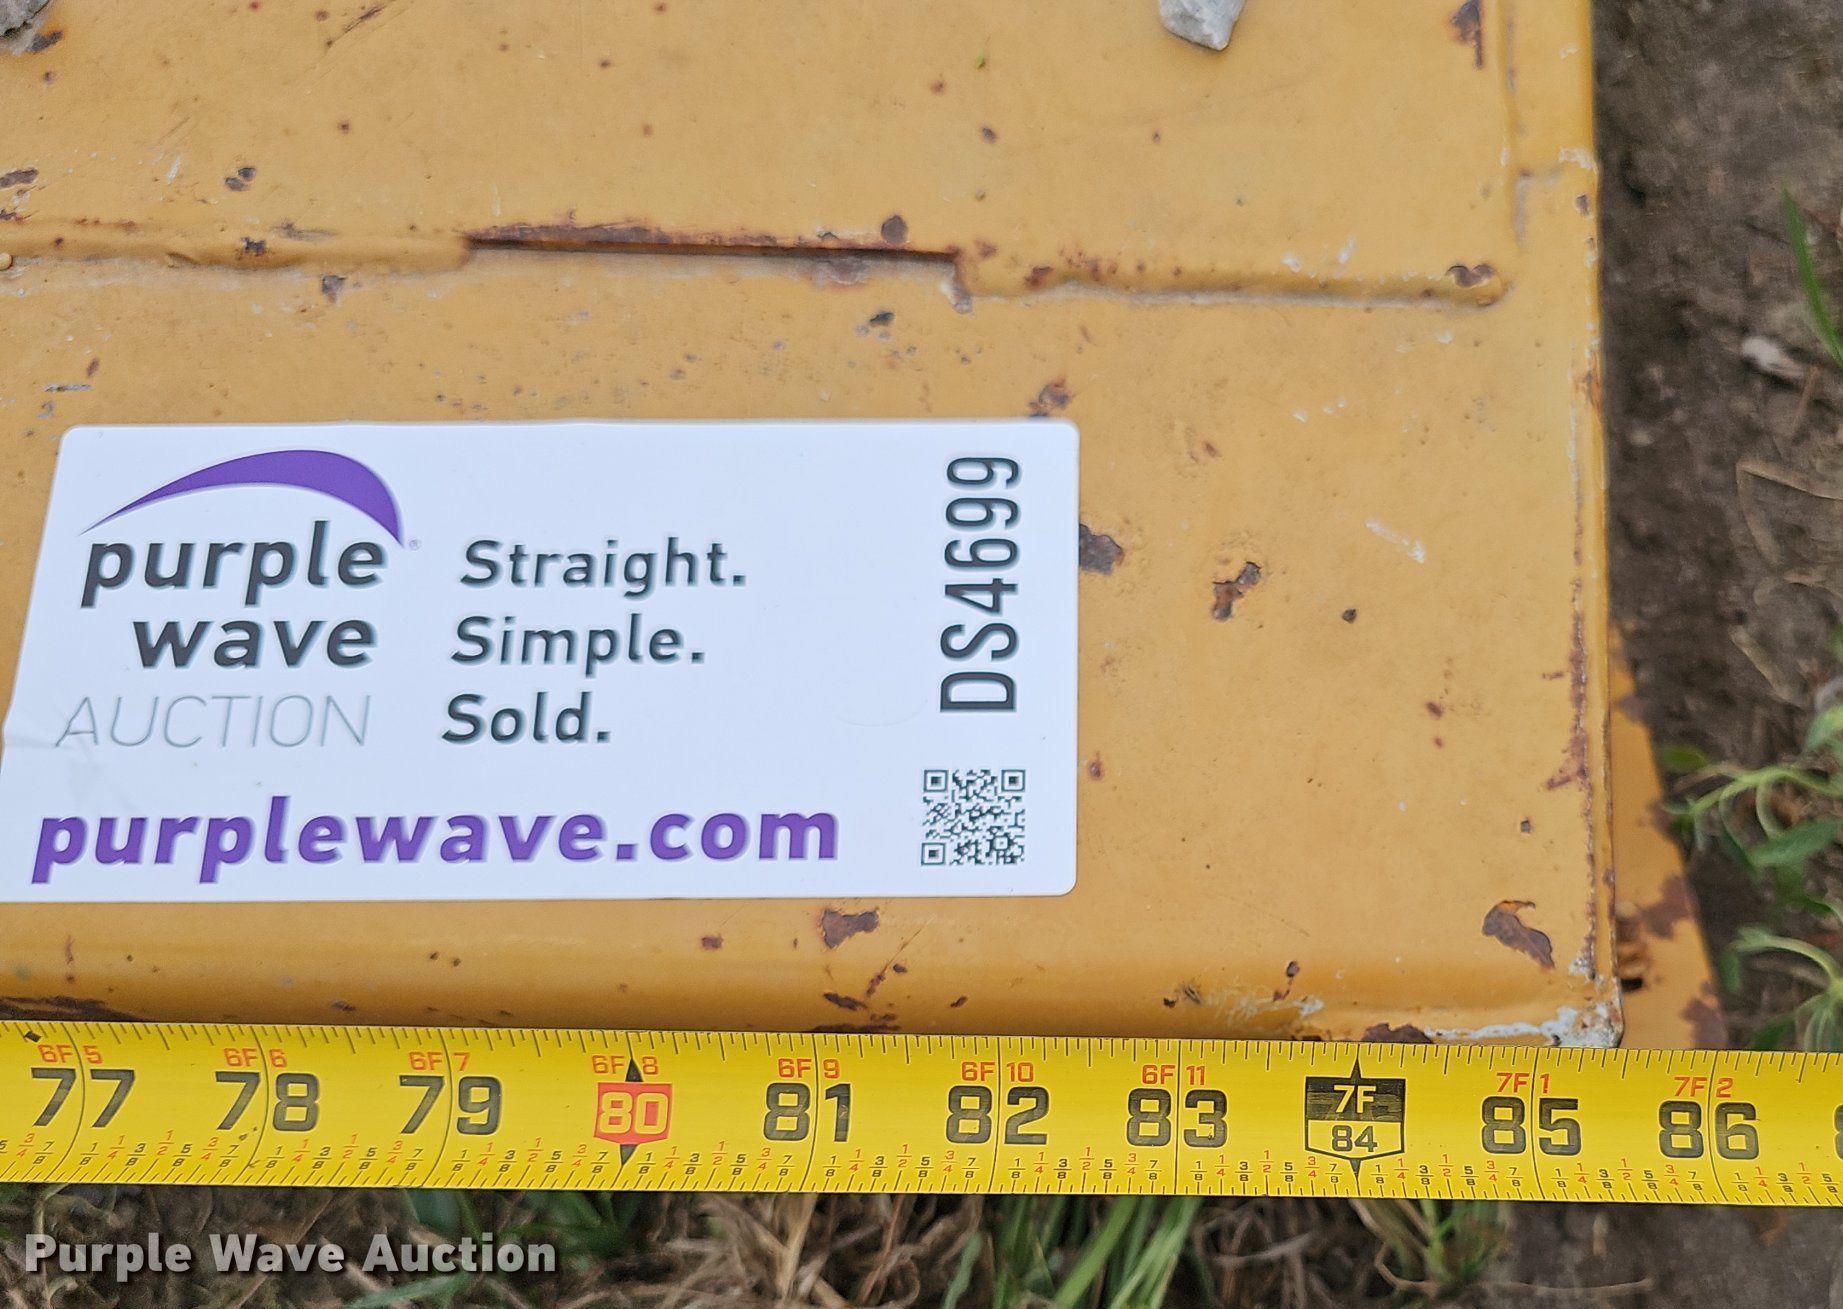 purple
wave
AUCTION
Straight.
Simple.
Sold.
DS4699
purplewave.com
6F 5 6F 6 6F 7 6F 8 6F 9 6F 10 6F 11 7F 7F 1 7F 2
77 78 79 80 81 82 83 84 85 86
Purple Wave Auction